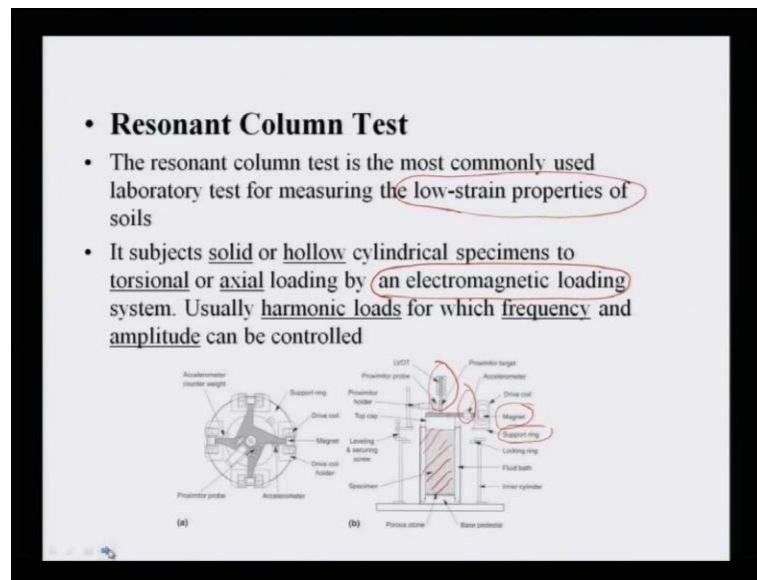 • Resonant Column Test
• The resonant column test is the most commonly used
laboratory test for measuring the low-strain properties of
soils
• It subjects solid or hollow cylindrical specimens to
torsional or axial loading by an electromagnetic loading
system. Usually harmonic loads for which frequency and
amplitude can be controlled
Accelerometer
counter weight
Support ring
Drive coil
Magnet
Drive coil
holder
Proximitor probe
Accelerometer
(a)
LVDT
Proximitor target
Proximitor probe
Accelerometer
Proximitor
holder
Drive coil
Top cap
Magnet
Support ring
Leveling
& securing
screw
Locking ring
Fluid bath
Specimen
Inner cylinder
(b)
Porous stone
Base pedestal